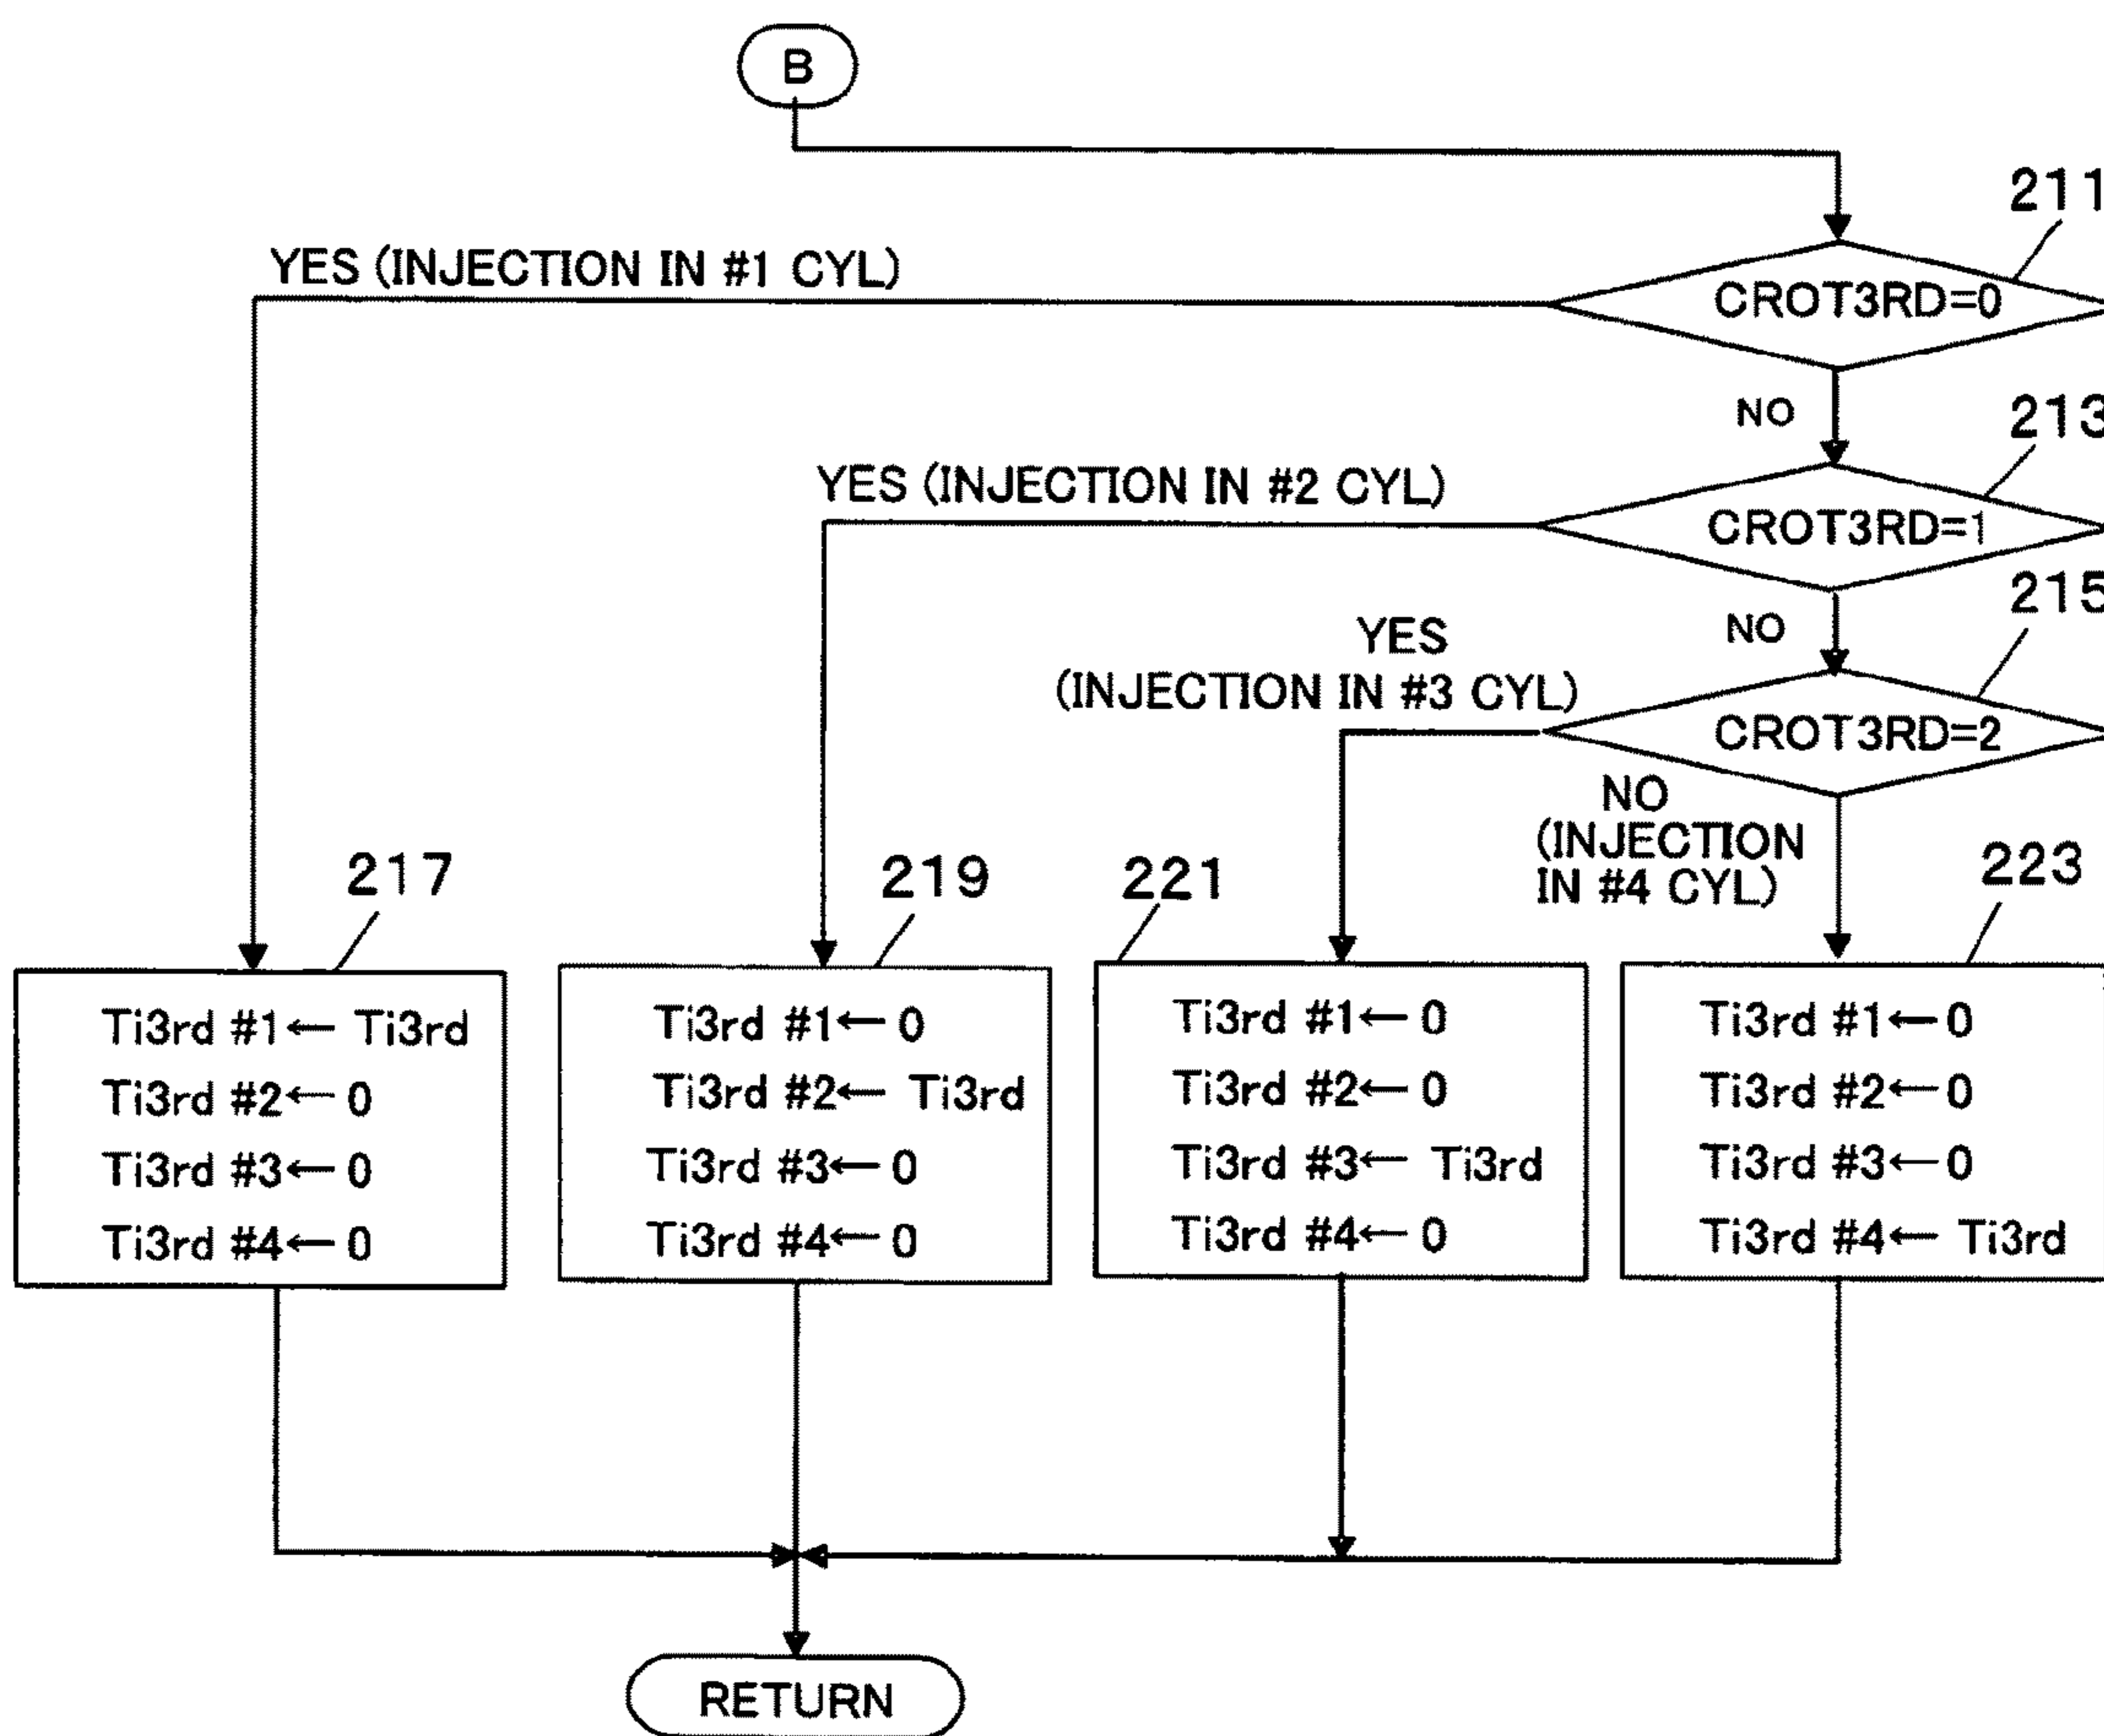 B
211
YES (INJECTION IN #1 CYL)
CROT3RD=0
NO
213
YES (INJECTION IN #2 CYL)
CROT3RD=1
215
NO
YES
(INJECTION IN #3 CYL)
CROT3RD=2
NO
(INJECTION
IN #4 CYL)
217
219
221
223
Ti3rd #1← Ti3rd
Ti3rd #2← 0
Ti3rd #3← 0
Ti3rd #4← 0
Ti3rd #1← 0
Ti3rd #2← Ti3rd
Ti3rd #3← 0
Ti3rd #4← 0
Ti3rd #1← 0
Ti3rd #2← 0
Ti3rd #3← Ti3rd
Ti3rd #4← 0
Ti3rd #1← 0
Ti3rd #2← 0
Ti3rd #3← 0
Ti3rd #4← Ti3rd
RETURN